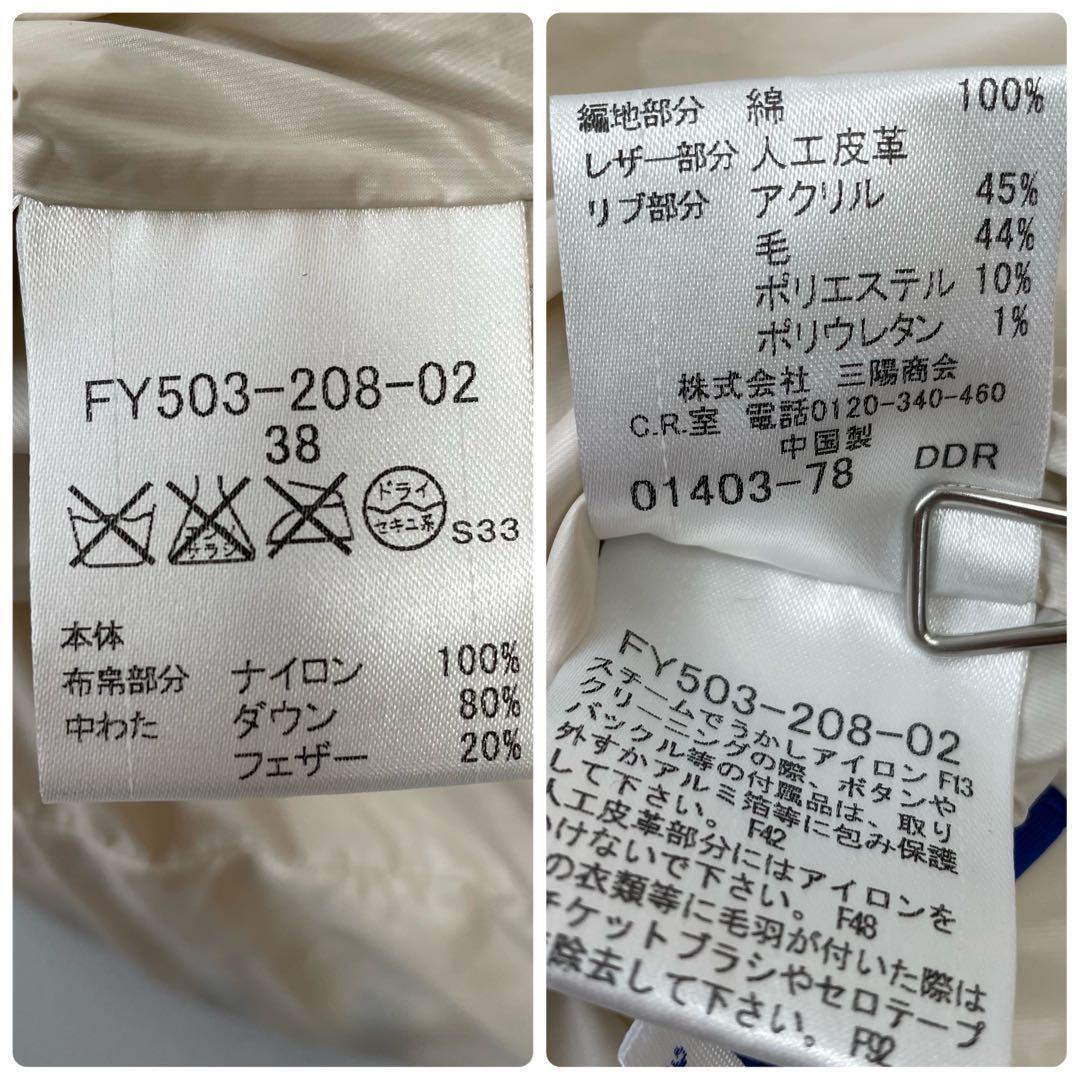 FY503-208-02
38
エンソ
サラシ
ドライ
セキユ系
S33
本体
布帛部分 ナイロン 100%
中わた ダウン 80%
フェザー 20%
編地部分 綿 100%
レザー部分 人工皮革
リブ部分 アクリル 45%
毛 44%
ポリエステル 10%
ポリウレタン 1%
株式会社 三陽商会
C.R.室 電話0120-340-460
中国製
01403-78 DDR
FY503-208-02
スチームでうかしアイロン F13
クリーニングの際、ボタンや
バックル等の付属品は、取り
外すかアルミ箔等に包み保護
して下さい。 F42
人工皮革部分にはアイロンを
かけないで下さい。 F48
の衣類等に毛羽が付いた際は
チケットブラシやセロテープ
除去して下さい。 F92